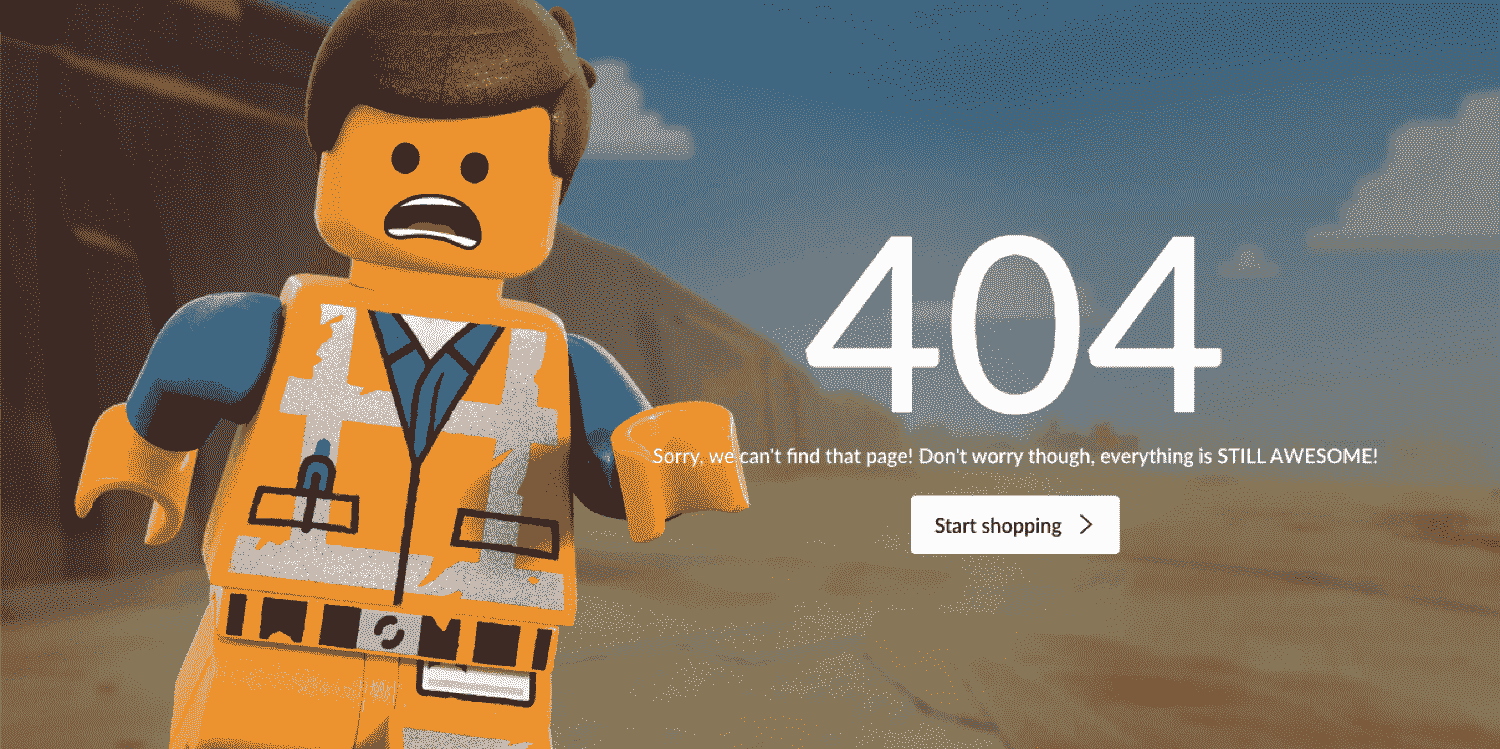 404
Sorry, we can't find that page! Don't worry though, everything is STILL AWESOME!
Start shopping